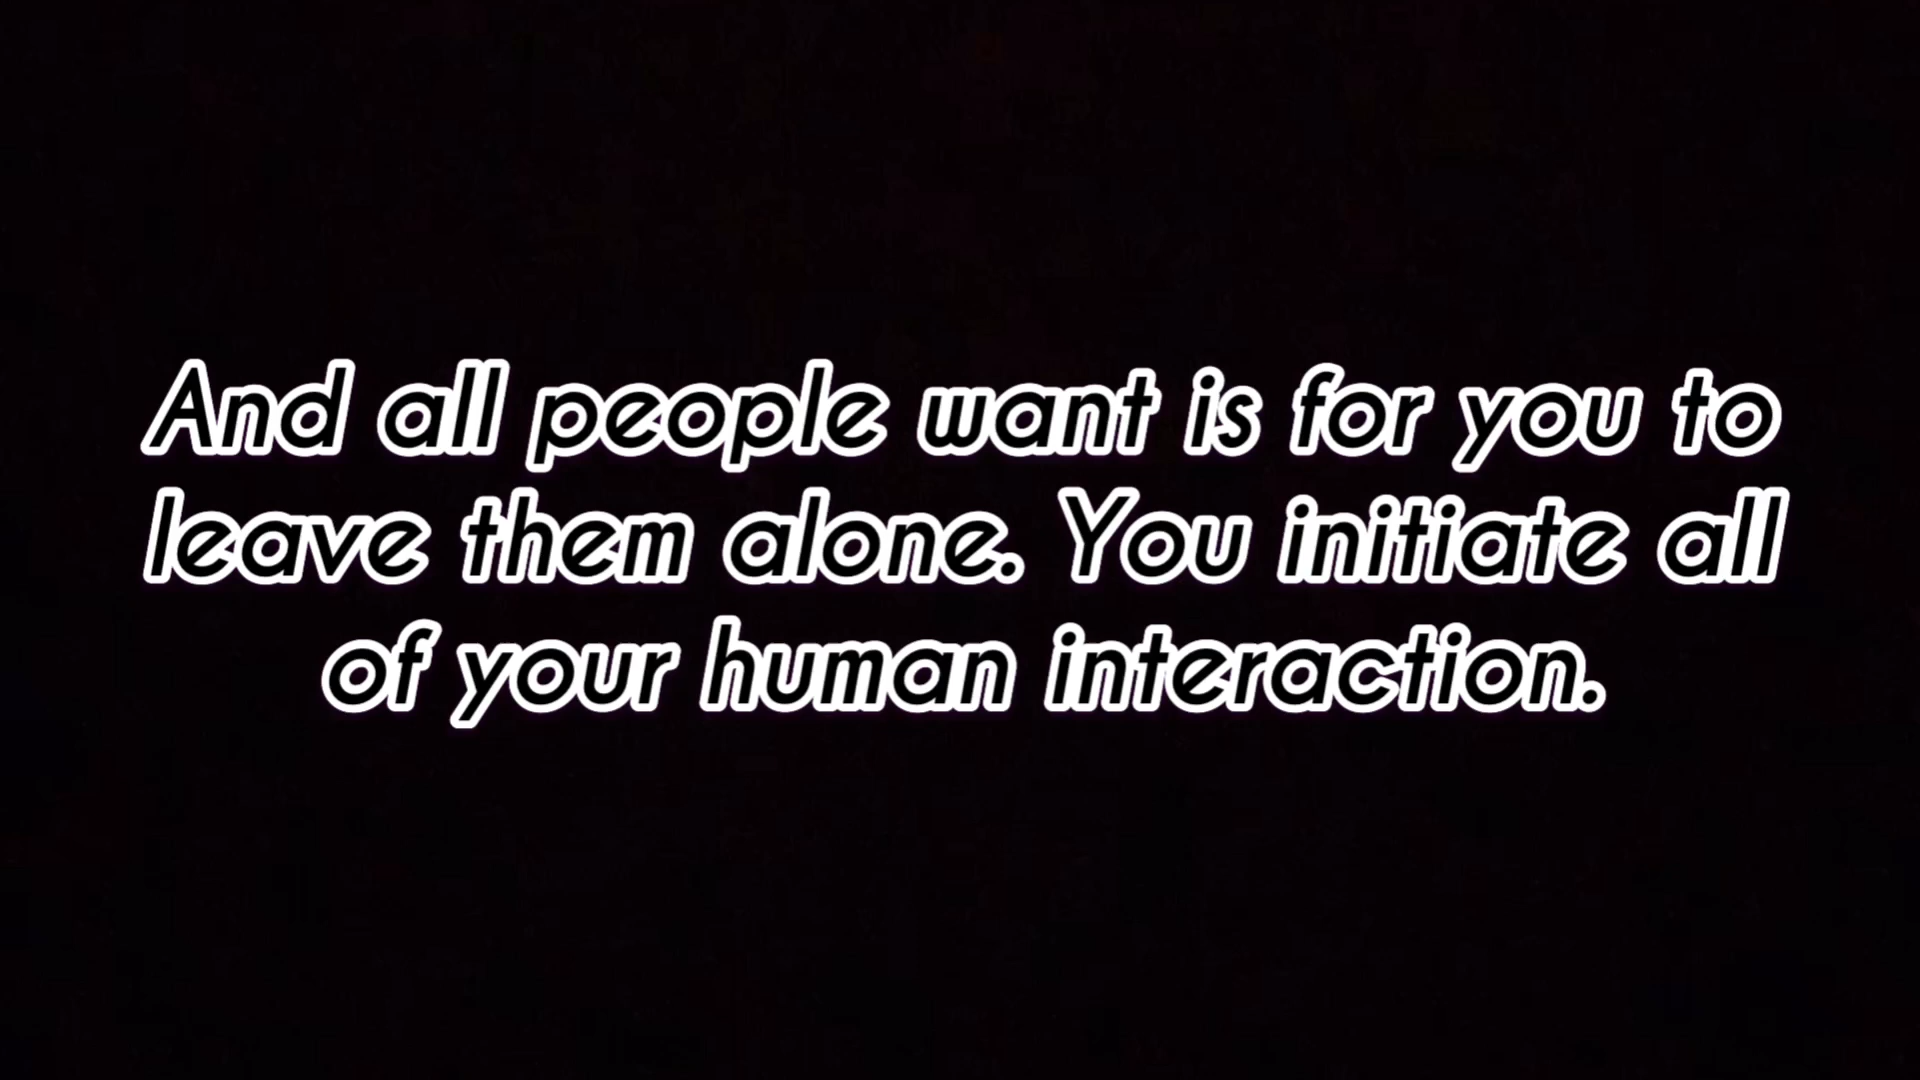 And all people want is for you to
leave them alone. You initiate all
of your human interaction.